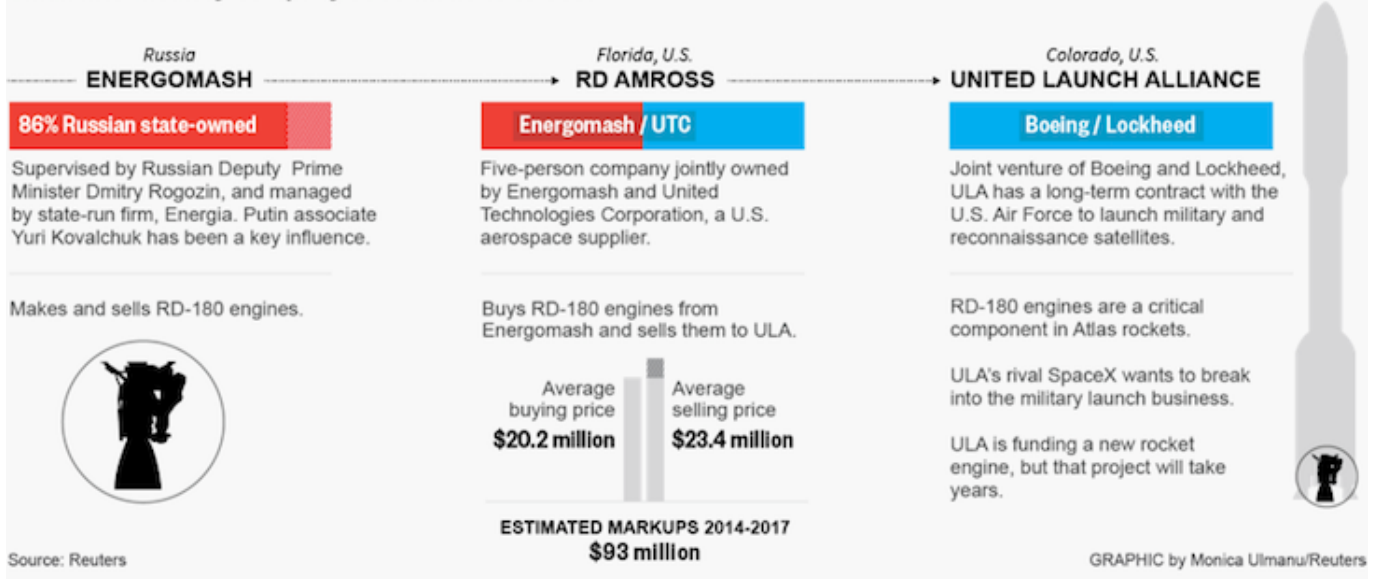 Russia
ENERGOMASH
86% Russian state-owned
Supervised by Russian Deputy Prime
Minister Dmitry Rogozin, and managed
by state-run firm, Energia. Putin associate
Yuri Kovalchuk has been a key influence.
Makes and sells RD-180 engines.
Florida, U.S.
RD AMROSS
Energomash / UTC
Five-person company jointly owned
by Energomash and United
Technologies Corporation, a U.S.
aerospace supplier.
Buys RD-180 engines from
Energomash and sells them to ULA.
Average
buying price
$20.2 million
Average
selling price
$23.4 million
ESTIMATED MARKUPS 2014-2017
$93 million
Colorado, U.S.
UNITED LAUNCH ALLIANCE
Boeing / Lockheed
Joint venture of Boeing and Lockheed,
ULA has a long-term contract with the
U.S. Air Force to launch military and
reconnaissance satellites.
RD-180 engines are a critical
component in Atlas rockets.
ULA's rival SpaceX wants to break
into the military launch business.
ULA is funding a new rocket
engine, but that project will take
years.
Source: Reuters
GRAPHIC by Monica Ulmanu/Reuters